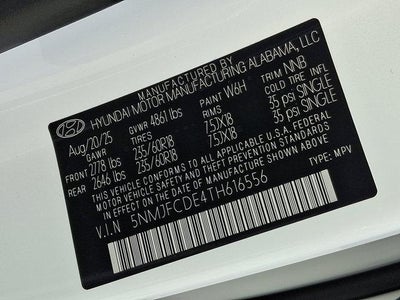 MANUFACTURED BY
HYUNDAI MOTOR MANUFACTURING ALABAMA, LLC
Aug/20/25 GVWR 4861 lbs PAINT W6H TRIM NNB
GAWR TIRES RIMS COLD TIRE INFL
FRONT 2778 lbs 235/60R18 7.5JX18 35 psi SINGLE
REAR 2646 lbs 235/60R18 7.5JX18 35 psi SINGLE
THIS VEHICLE CONFORMS TO ALL APPLICABLE U.S.A. FEDERAL
MOTOR VEHICLE SAFETY AND THEFT PREVENTION STANDARDS
IN EFFECT ON THE DATE OF MANUFACTURE SHOWN ABOVE.
V.I.N 5NMJFCDE4TH616556 TYPE: MPV